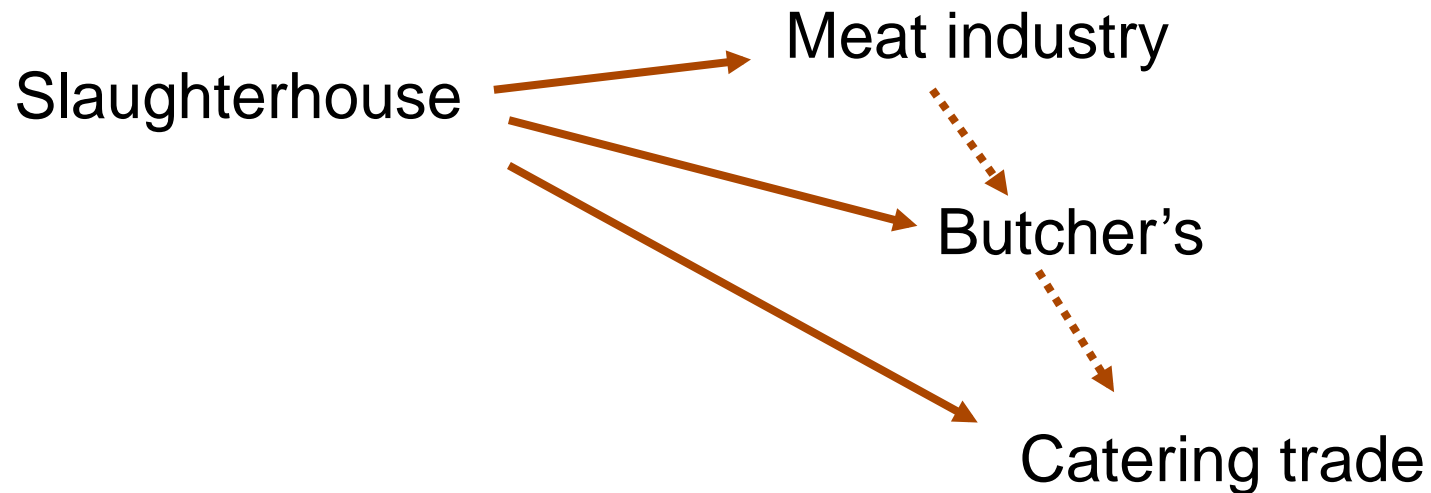 Meat industry
Slaughterhouse
Butcher’s
Catering trade